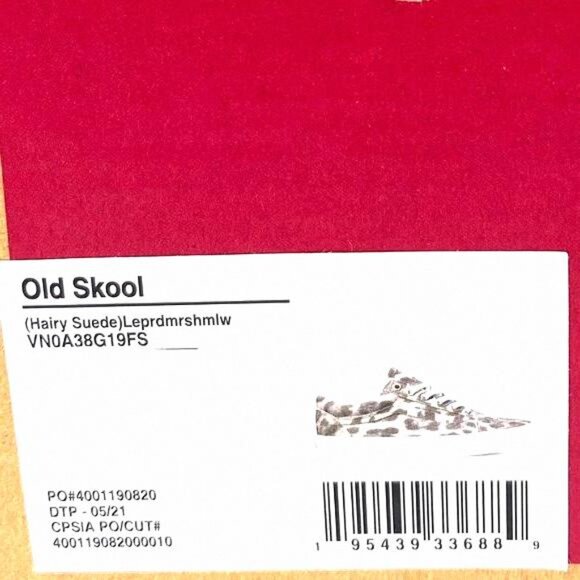 Old Skool
(Hairy Suede)Leprdmrshmlw
VN0A38G19FS
PO#4001190820
DTP - 05/21
CPSIA PO/CUT#
400119082000010
1 95439 33688 9